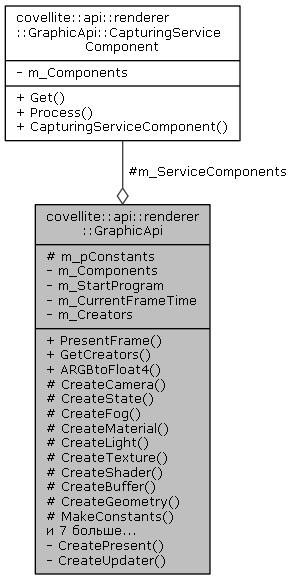 covellite::api::renderer
::GraphicApi::CapturingService
Component
- m_Components
+ Get()
+ Process()
+ CapturingServiceComponent()
#m_ServiceComponents
covellite::api::renderer
::GraphicApi
# m_pConstants
- m_Components
- m_StartProgram
- m_CurrentFrameTime
- m_Creators
+ PresentFrame()
+ GetCreators()
+ ARGBtoFloat4()
# CreateCamera()
# CreateState()
# CreateFog()
# CreateMaterial()
# CreateLight()
# CreateTexture()
# CreateShader()
# CreateBuffer()
# CreateGeometry()
# MakeConstants()
и 7 больше...
- CreatePresent()
- CreateUpdater()